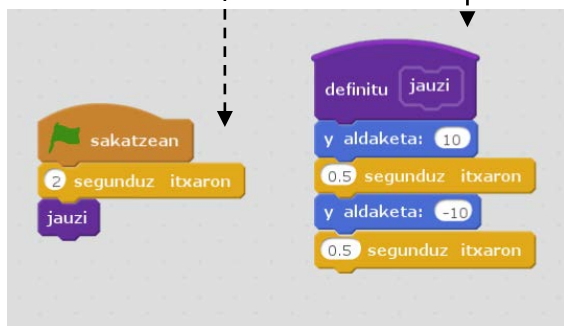 sakatzean
2 segunduz itxaron
jauzi
definitu jauzi
y aldaketa: 10
0.5 segunduz itxaron
y aldaketa: -10
0.5 segunduz itxaron